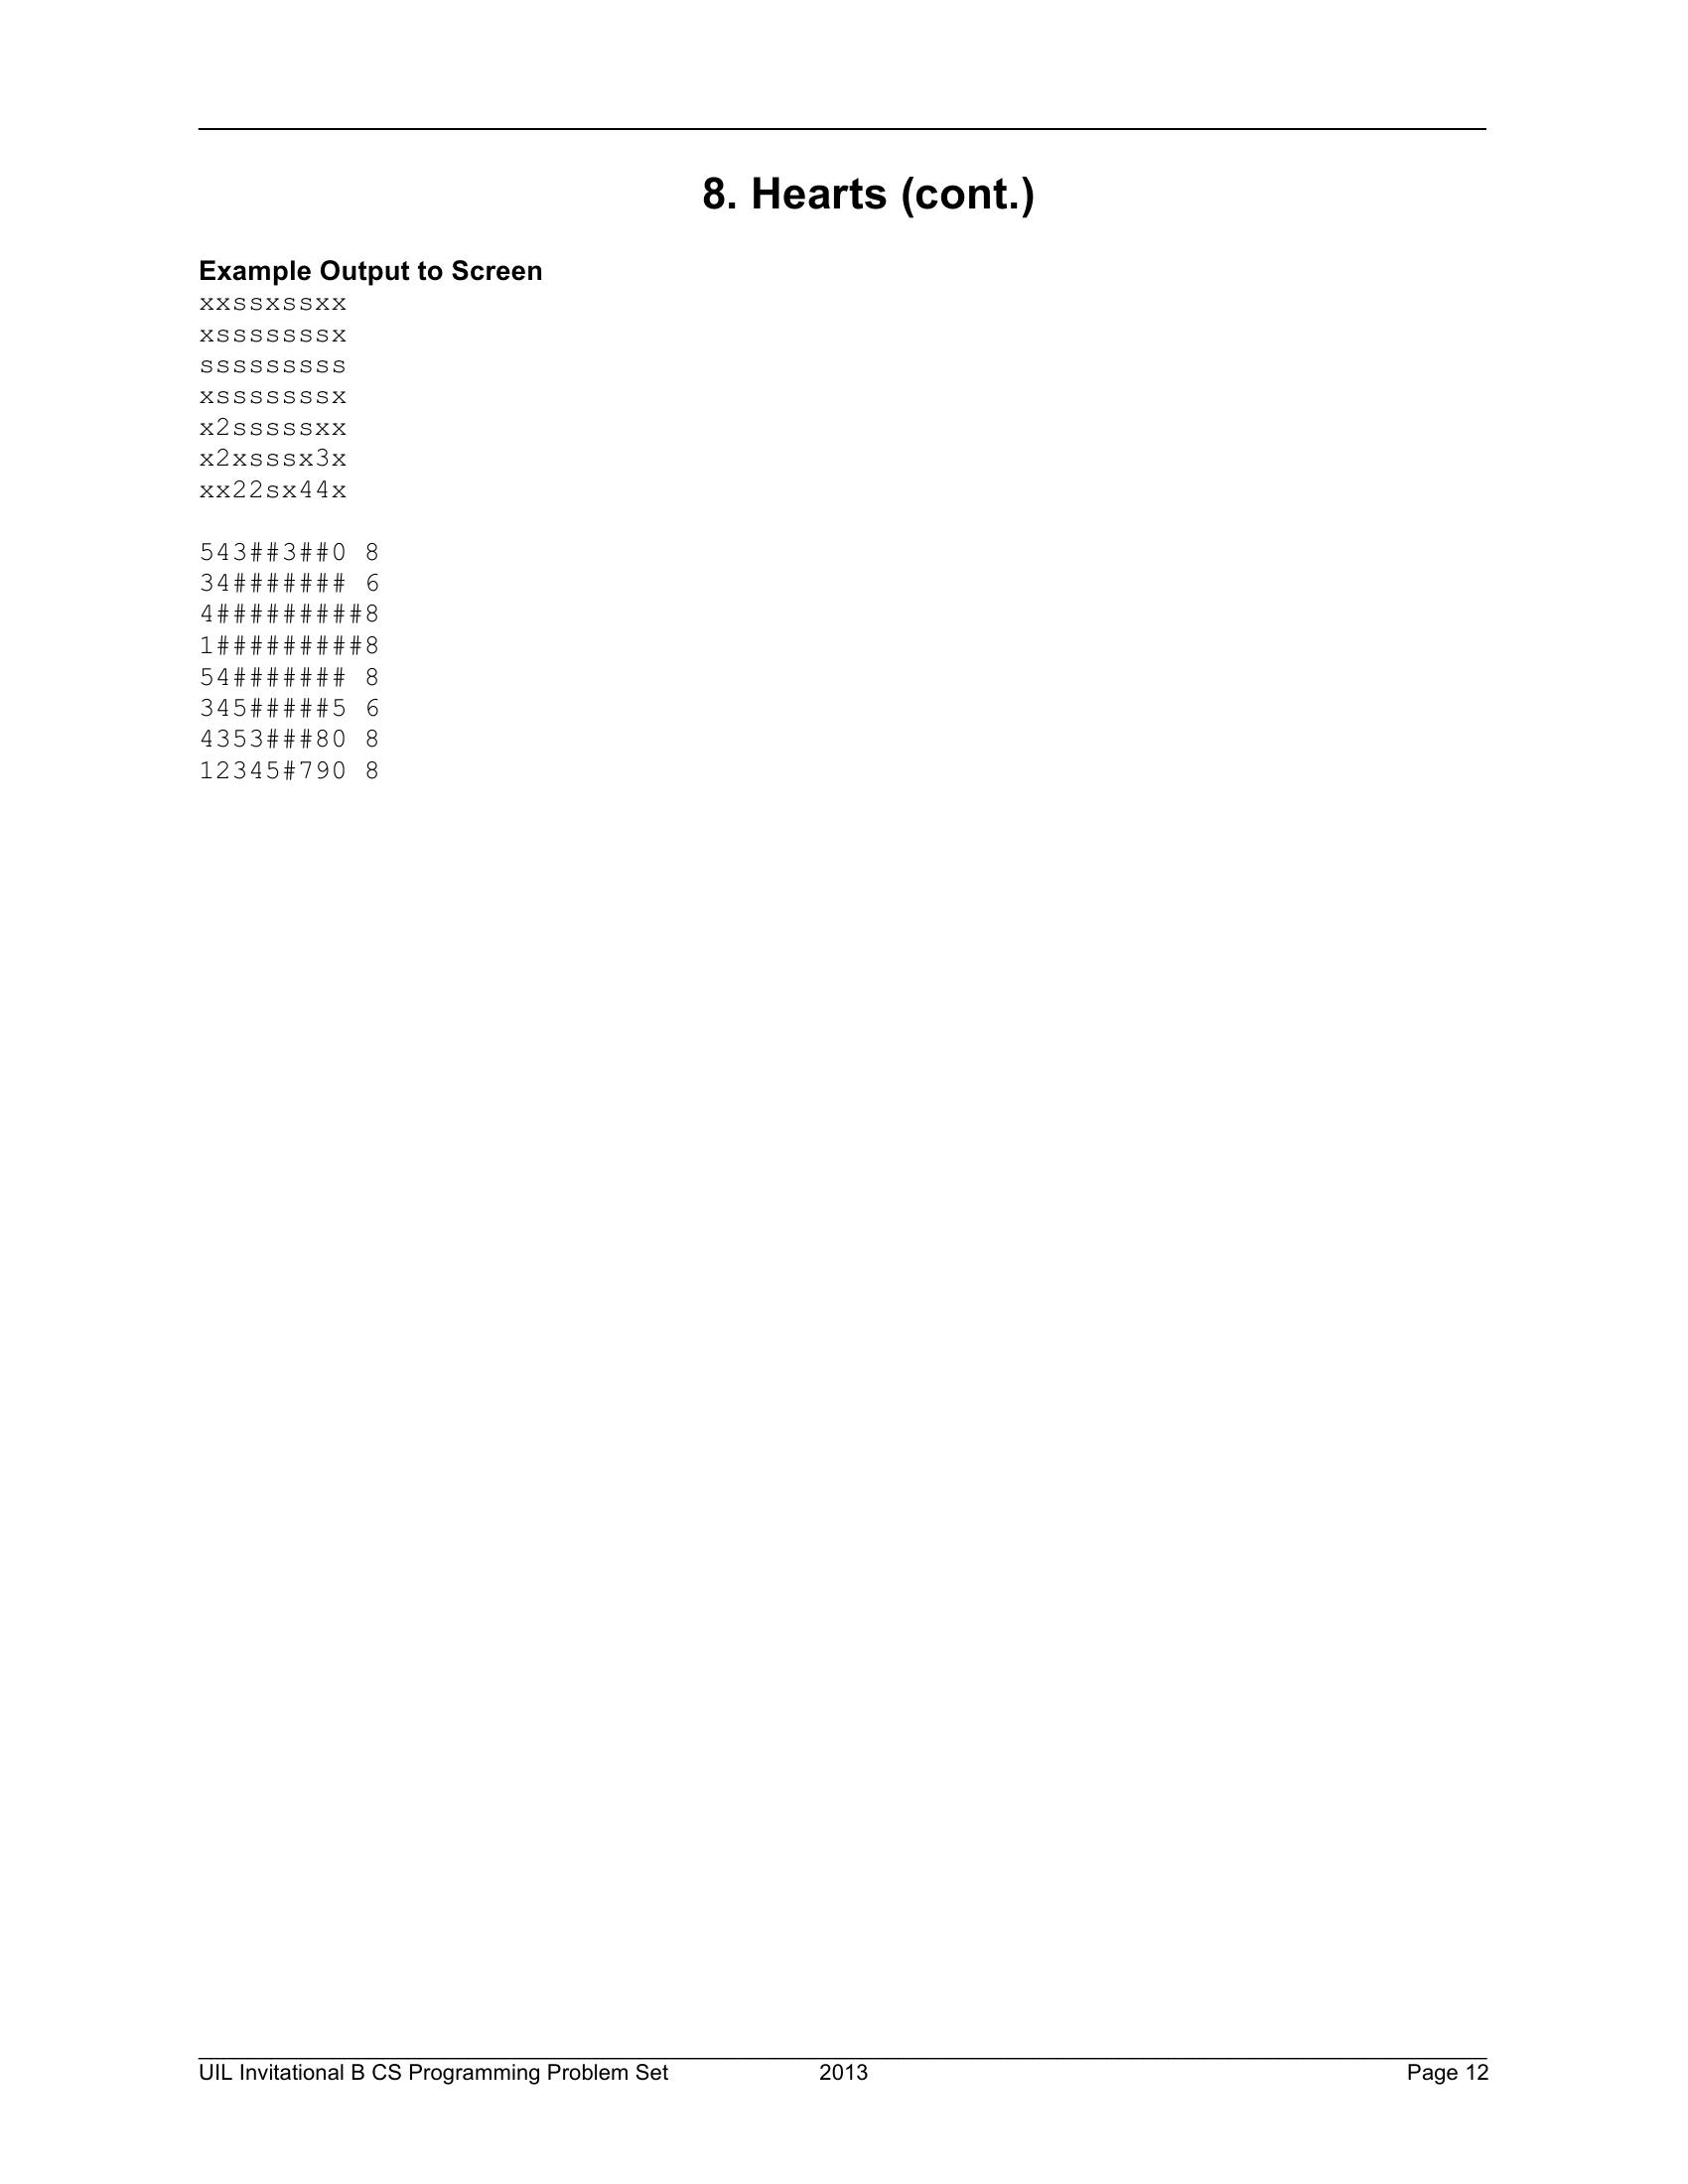 8. Hearts (cont.)
Example Output to Screen
xxssxssxx
xsssssssx
sssssssss
xsssssssx
x2sssssxx
x2xsssx3x
xx22sx44x
543##3##0 8
34####### 6
4#########8
1#########8
54####### 8
345#####5 6
4353###80 8
12345#790 8
UIL Invitational B CS Programming Problem Set 2013 Page 12